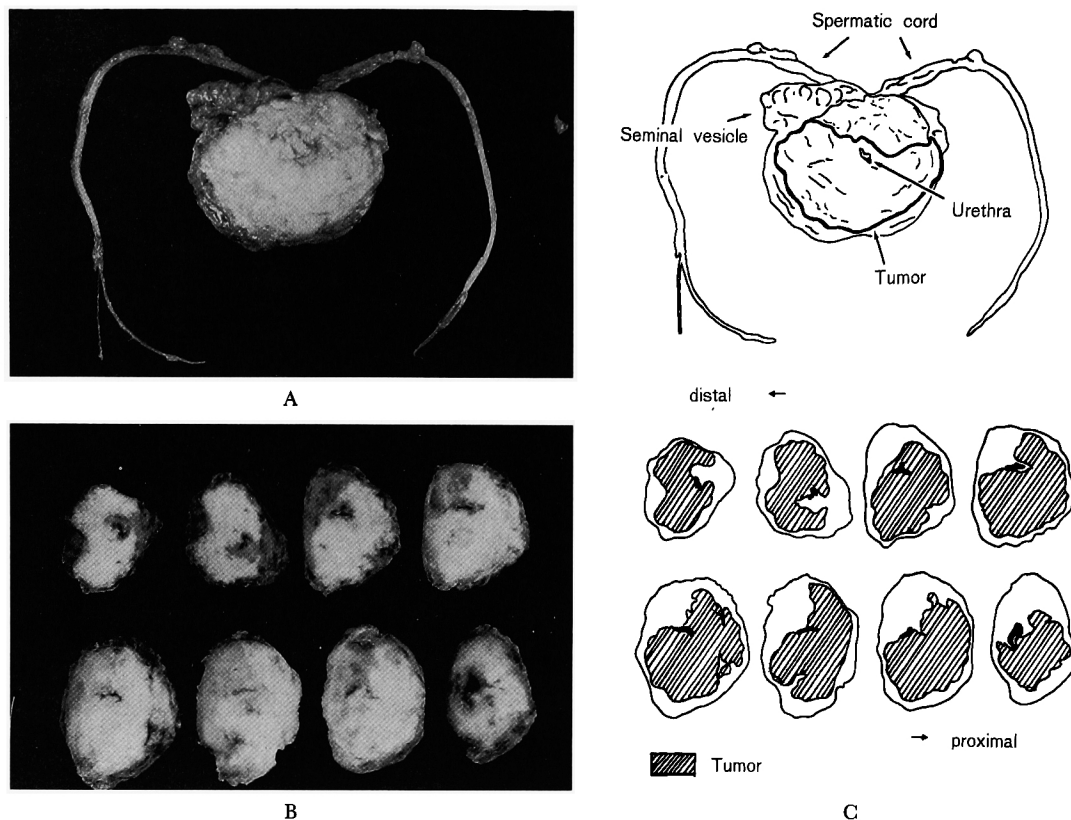 Spermatic cord
Seminal vesicle
Urethra
Tumor
A
distal ←
→ proximal
Tumor
B
C